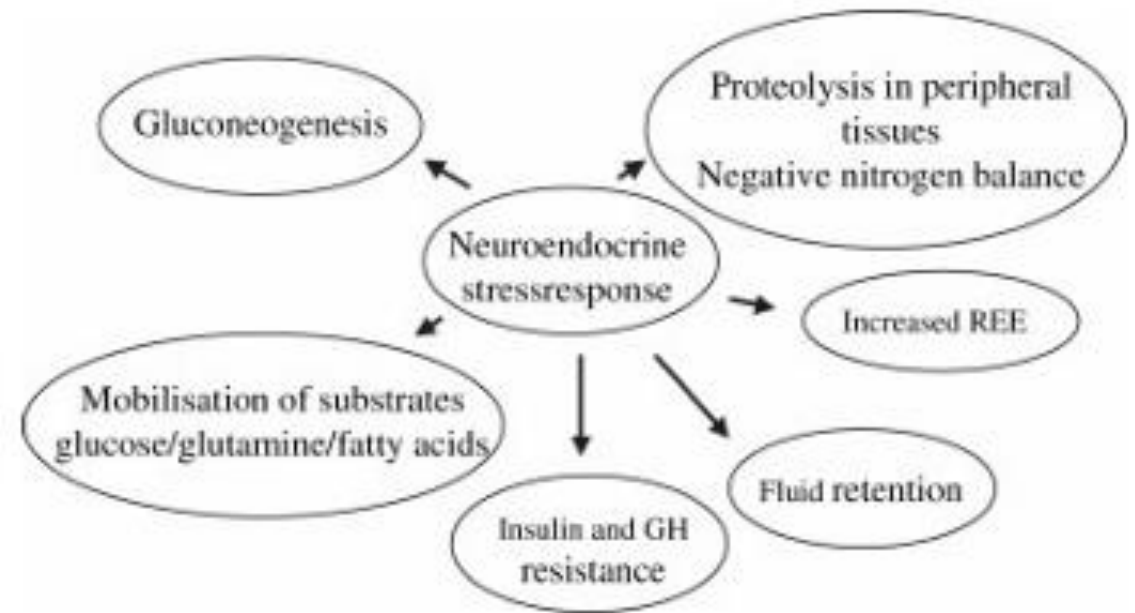 Gluconeogenesis
Proteolysis in peripheral
tissues
Negative nitrogen balance
Neuroendocrine
stressresponse
Increased REE
Mobilisation of substrates
glucose/glutamine/fatty acids
Fluid retention
Insulin and GH
resistance